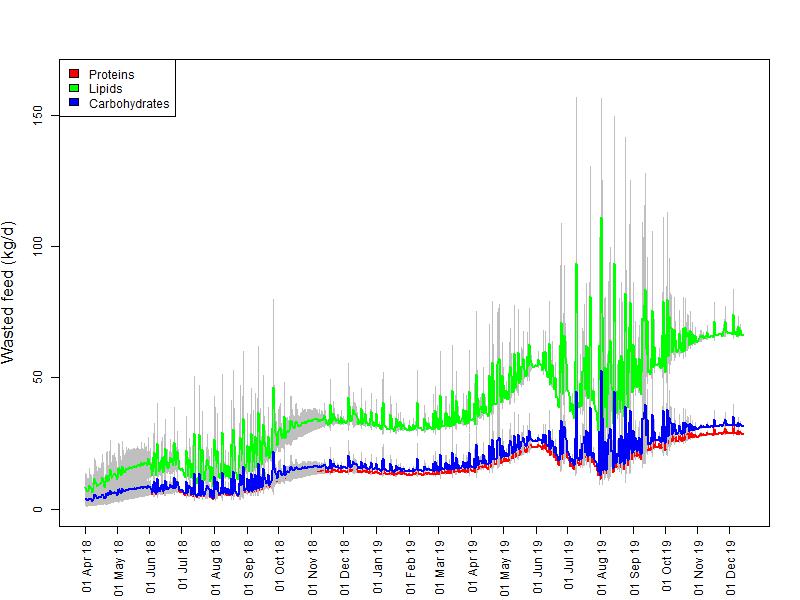 Proteins
Lipids
Carbohydrates
Wasted feed (kg/d)
150
100
50
0
01 Apr 18
01 May 18
01 Jun 18
01 Jul 18
01 Aug 18
01 Sep 18
01 Oct 18
01 Nov 18
01 Dec 18
01 Jan 19
01 Feb 19
01 Mar 19
01 Apr 19
01 May 19
01 Jun 19
01 Jul 19
01 Aug 19
01 Sep 19
01 Oct 19
01 Nov 19
01 Dec 19